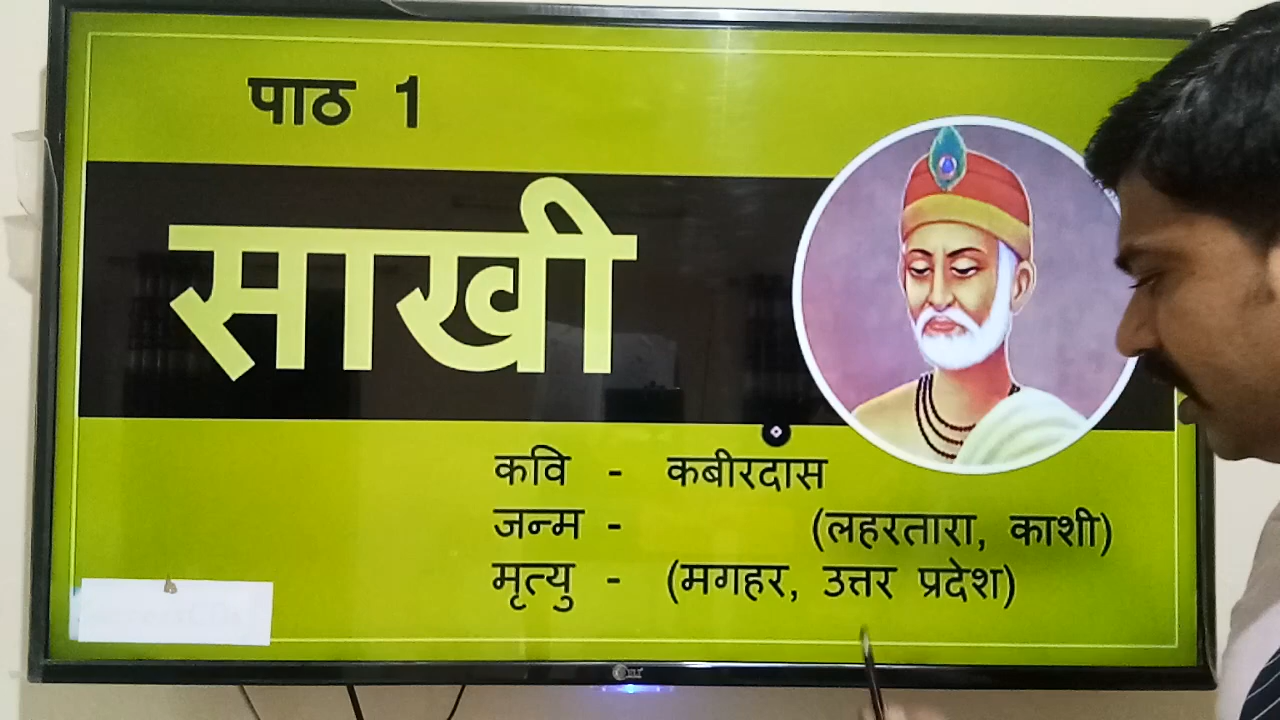 पाठ 1
साखी
कवि - कबीरदास
जन्म - (लहरतारा, काशी)
मृत्यु - (मगहर, उत्तर प्रदेश)